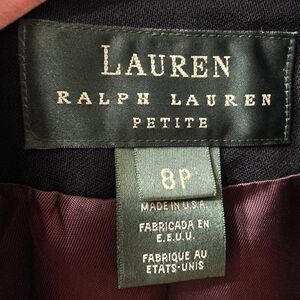 LAUREN
RALPH LAUREN
PETITE
8P
MADE IN U.S.A.
FABRICADA EN
E.E.U.U.
FABRIQUE AU
ETATS-UNIS